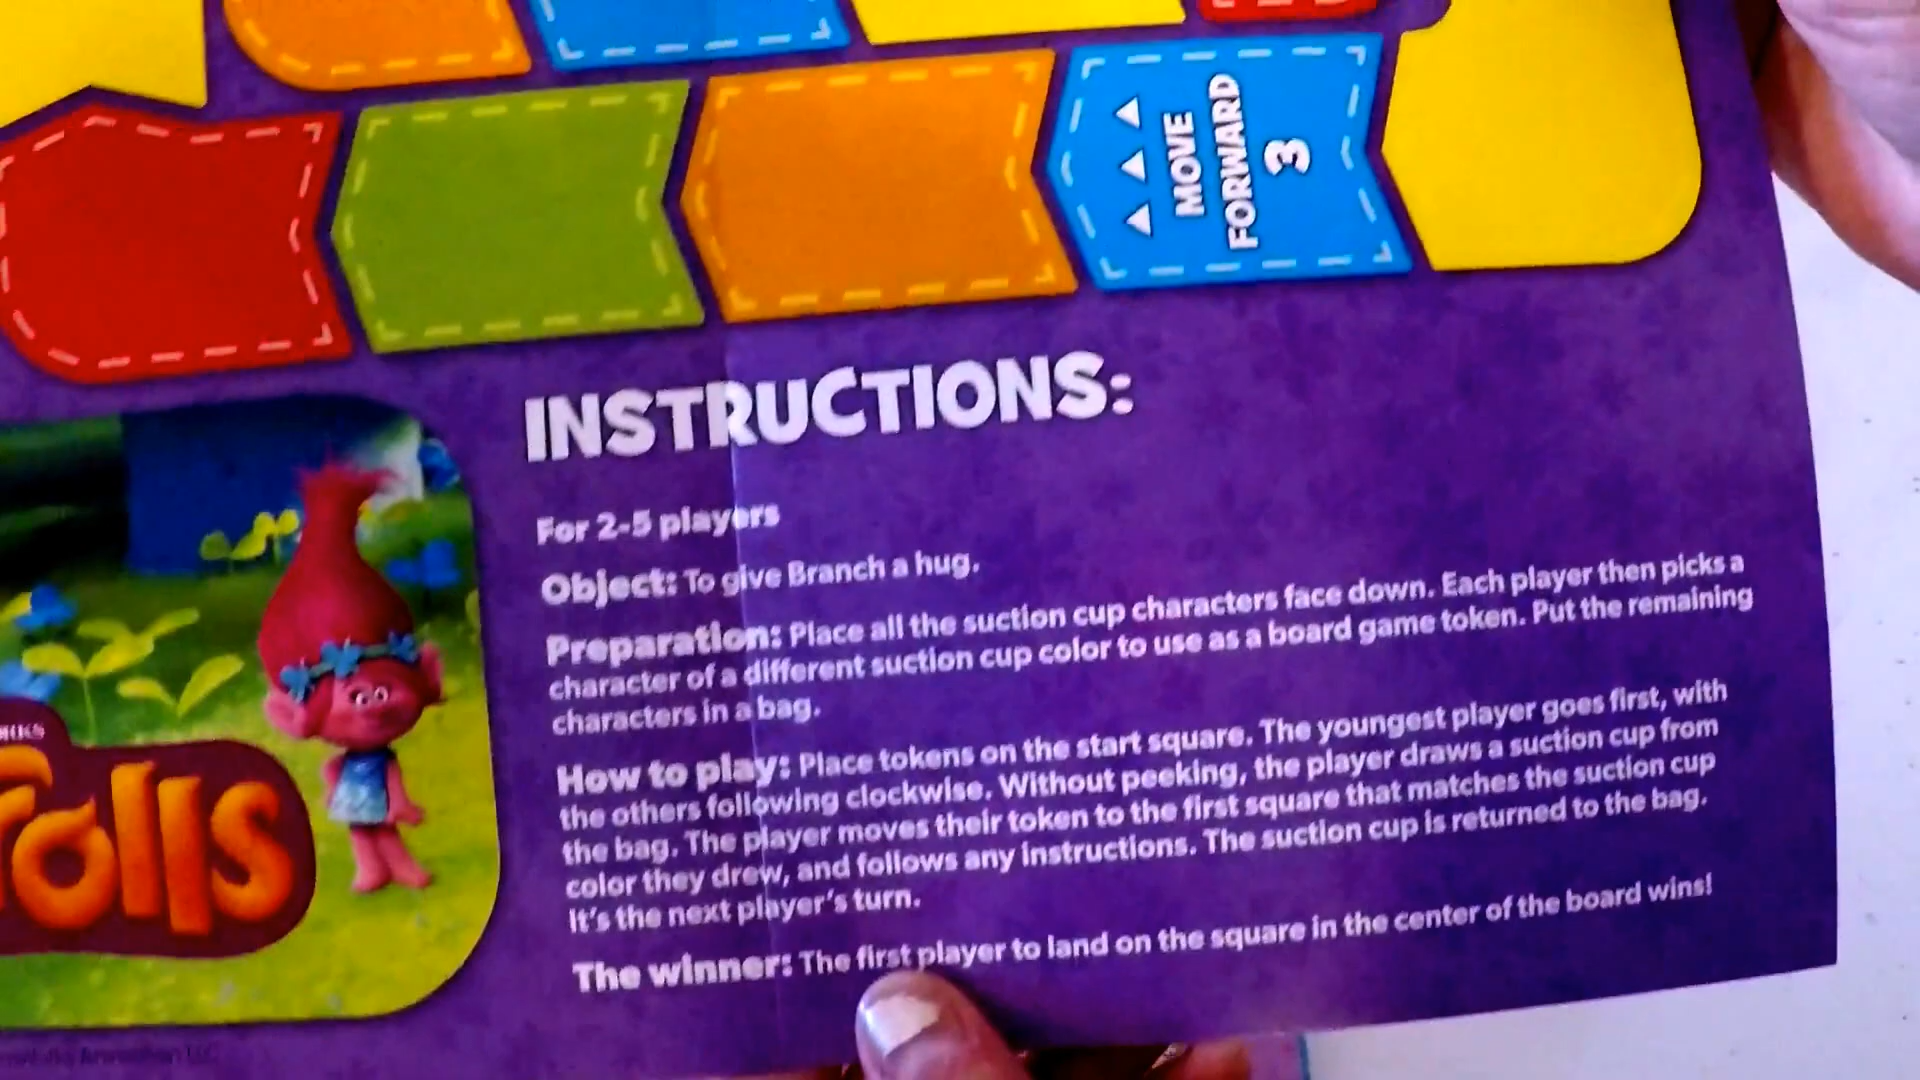 MOVE
FORWARD
3
INSTRUCTIONS:
For 2-5 players
Object: To give Branch a hug.
Preparation: Place all the suction cup characters face down. Each player then picks a
character of a different suction cup color to use as a board game token. Put the remaining
characters in a bag.
How to play: Place tokens on the start square. The youngest player goes first, with
the others following clockwise. Without peeking, the player draws a suction cup from
the bag. The player moves their token to the first square that matches the suction cup
color they drew, and follows any instructions. The suction cup is returned to the bag.
It's the next player's turn.
The winner: The first player to land on the square in the center of the board wins!
Trolls